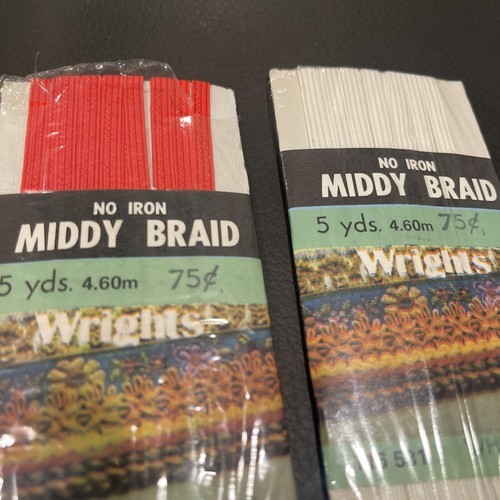 NO IRON
MIDDY BRAID
5 yds. 4.60m 75¢
Wrights
NO IRON
MIDDY BRAID
5 yds. 4.60m 75¢
Wrights